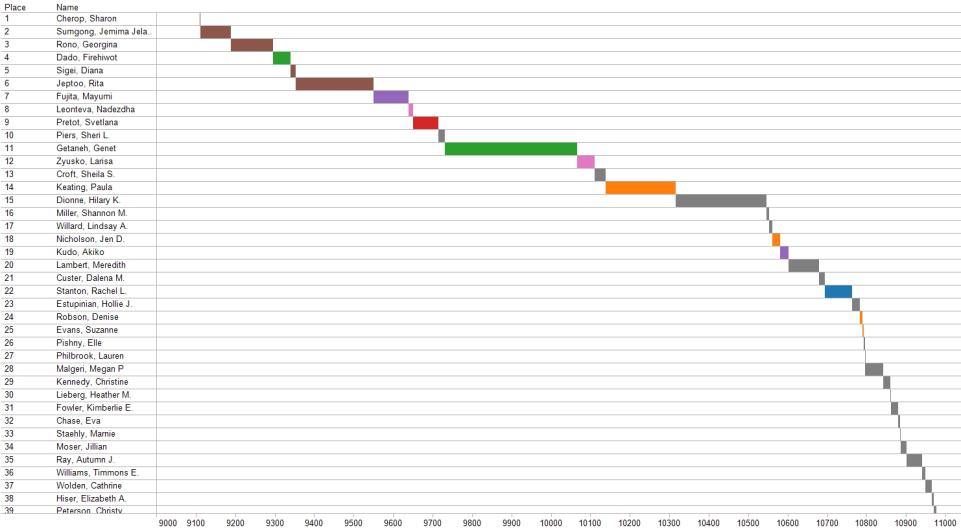 Place Name
1 Cherop, Sharon
2 Sumgong, Jemima Jela..
3 Rono, Georgina
4 Dado, Firehiwot
5 Sigei, Diana
6 Jeptoo, Rita
7 Fujita, Mayumi
8 Leonteva, Nadezdha
9 Pretot, Svetlana
10 Piers, Sheri L.
11 Getaneh, Genet
12 Zyusko, Larisa
13 Croft, Sheila S.
14 Keating, Paula
15 Dionne, Hilary K.
16 Miller, Shannon M.
17 Willard, Lindsay A.
18 Nicholson, Jen D.
19 Kudo, Akiko
20 Lambert, Meredith
21 Custer, Dalena M.
22 Stanton, Rachel L.
23 Estupinian, Hollie J.
24 Robson, Denise
25 Evans, Suzanne
26 Pishny, Elle
27 Philbrook, Lauren
28 Malgeri, Megan P
29 Kennedy, Christine
30 Lieberg, Heather M.
31 Fowler, Kimberlie E.
32 Chase, Eva
33 Staehly, Marnie
34 Moser, Jillian
35 Ray, Autumn J.
36 Williams, Timmons E.
37 Wolden, Cathrine
38 Hiser, Elizabeth A.
39 Peterson, Christy
9000 9100 9200 9300 9400 9500 9600 9700 9800 9900 10000 10100 10200 10300 10400 10500 10600 10700 10800 10900 11000